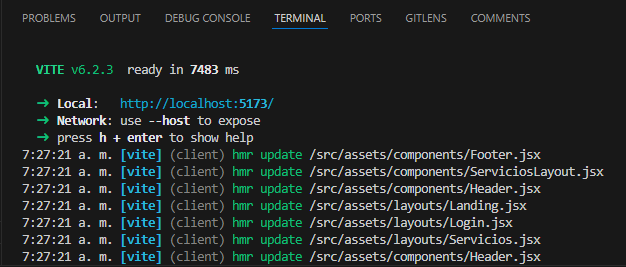 PROBLEMS OUTPUT DEBUG CONSOLE TERMINAL PORTS GITLENS COMMENTS
VITE v6.2.3 ready in 7483 ms
➜ Local: http://localhost:5173/
➜ Network: use --host to expose
➜ press h + enter to show help
7:27:21 a. m. [vite] (client) hmr update /src/assets/components/Footer.jsx
7:27:21 a. m. [vite] (client) hmr update /src/assets/components/ServiciosLayout.jsx
7:27:21 a. m. [vite] (client) hmr update /src/assets/components/Header.jsx
7:27:21 a. m. [vite] (client) hmr update /src/assets/layouts/Landing.jsx
7:27:21 a. m. [vite] (client) hmr update /src/assets/layouts/Login.jsx
7:27:21 a. m. [vite] (client) hmr update /src/assets/layouts/Servicios.jsx
7:27:21 a. m. [vite] (client) hmr update /src/assets/components/Header.jsx